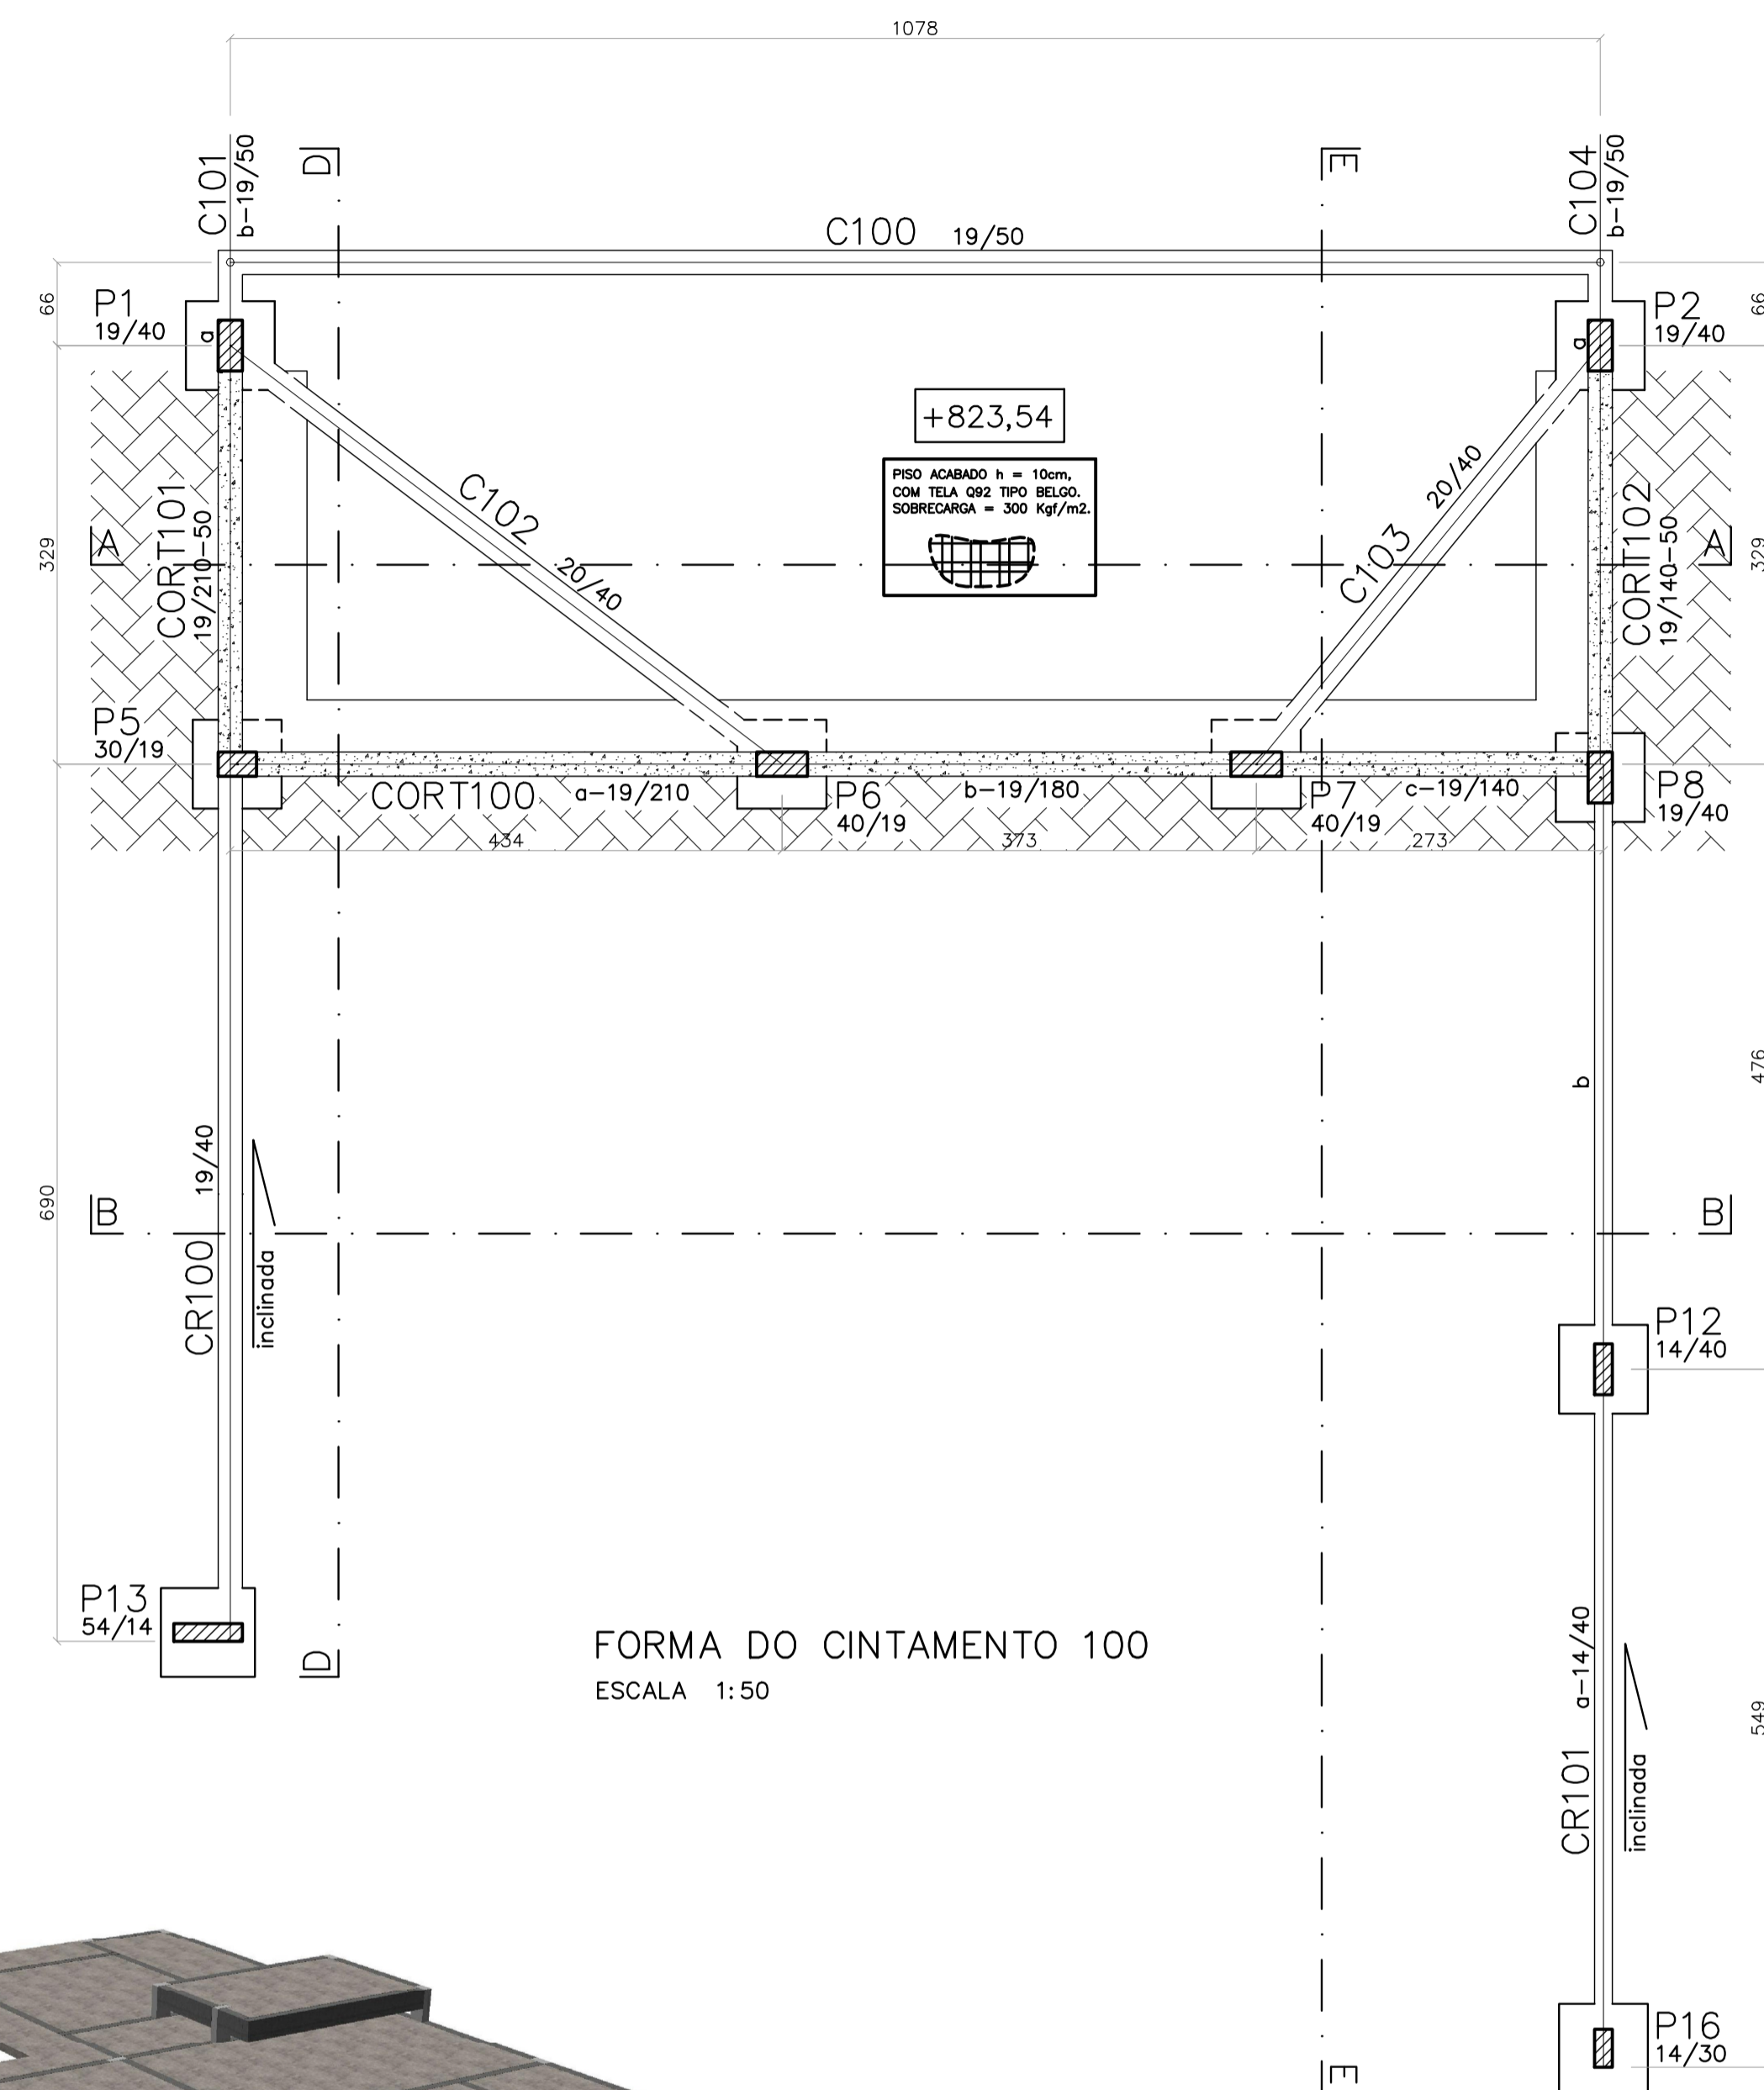 1078
C101
b-19/50
D
E
C104
b-19/50
C100 19/50
66
66
P1
19/40
a
P2
19/40
a
+823,54
PISO ACABADO h = 10cm,
COM TELA Q92 TIPO BELGO.
SOBRECARGA = 300 Kgf/m2.
C102
20/40
C103
20/40
CORT101
19/210-50
CORT102
19/140-50
329
329
A
A
P5
30/19
CORT100 a-19/210
P6
40/19
b-19/180
P7
40/19
c-19/140
P8
19/40
434
373
273
476
b
690
CR100
19/40
inclinada
B
B
P12
14/40
P13
54/14
D
FORMA DO CINTAMENTO 100
ESCALA 1:50
CR101
a-14/40
inclinada
549
P16
14/30
E